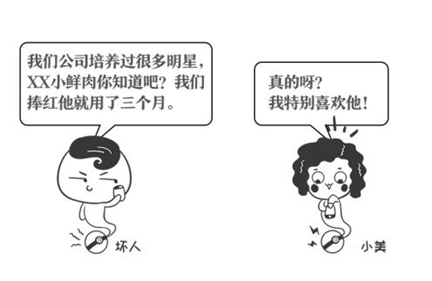 我们公司培养过很多明星，
XX小鲜肉你知道吧？我们
捧红他就用了三个月。
真的呀？
我特别喜欢他！
坏人
小美